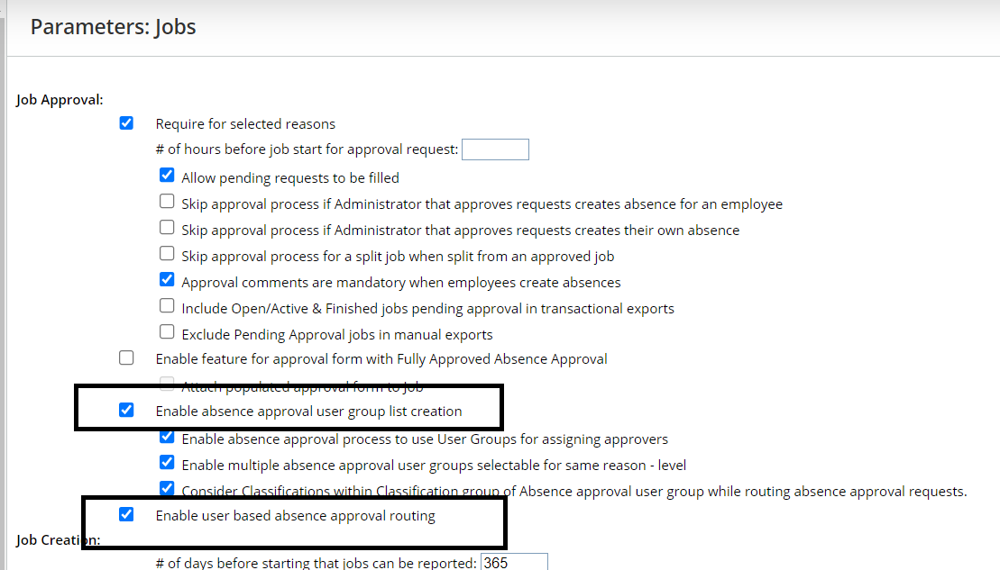 Parameters: Jobs
Job Approval:
Require for selected reasons
# of hours before job start for approval request:
Allow pending requests to be filled
Skip approval process if Administrator that approves requests creates absence for an employee
Skip approval process if Administrator that approves requests creates their own absence
Skip approval process for a split job when split from an approved job
Approval comments are mandatory when employees create absences
Include Open/Active & Finished jobs pending approval in transactional exports
Exclude Pending Approval jobs in manual exports
Enable feature for approval form with Fully Approved Absence Approval
Attach populated approval form to Job
Enable absence approval user group list creation
Enable absence approval process to use User Groups for assigning approvers
Enable multiple absence approval user groups selectable for same reason - level
Consider Classifications within Classification group of Absence approval user group while routing absence approval requests.
Enable user based absence approval routing
Job Creation:
# of days before starting that jobs can be reported: 365